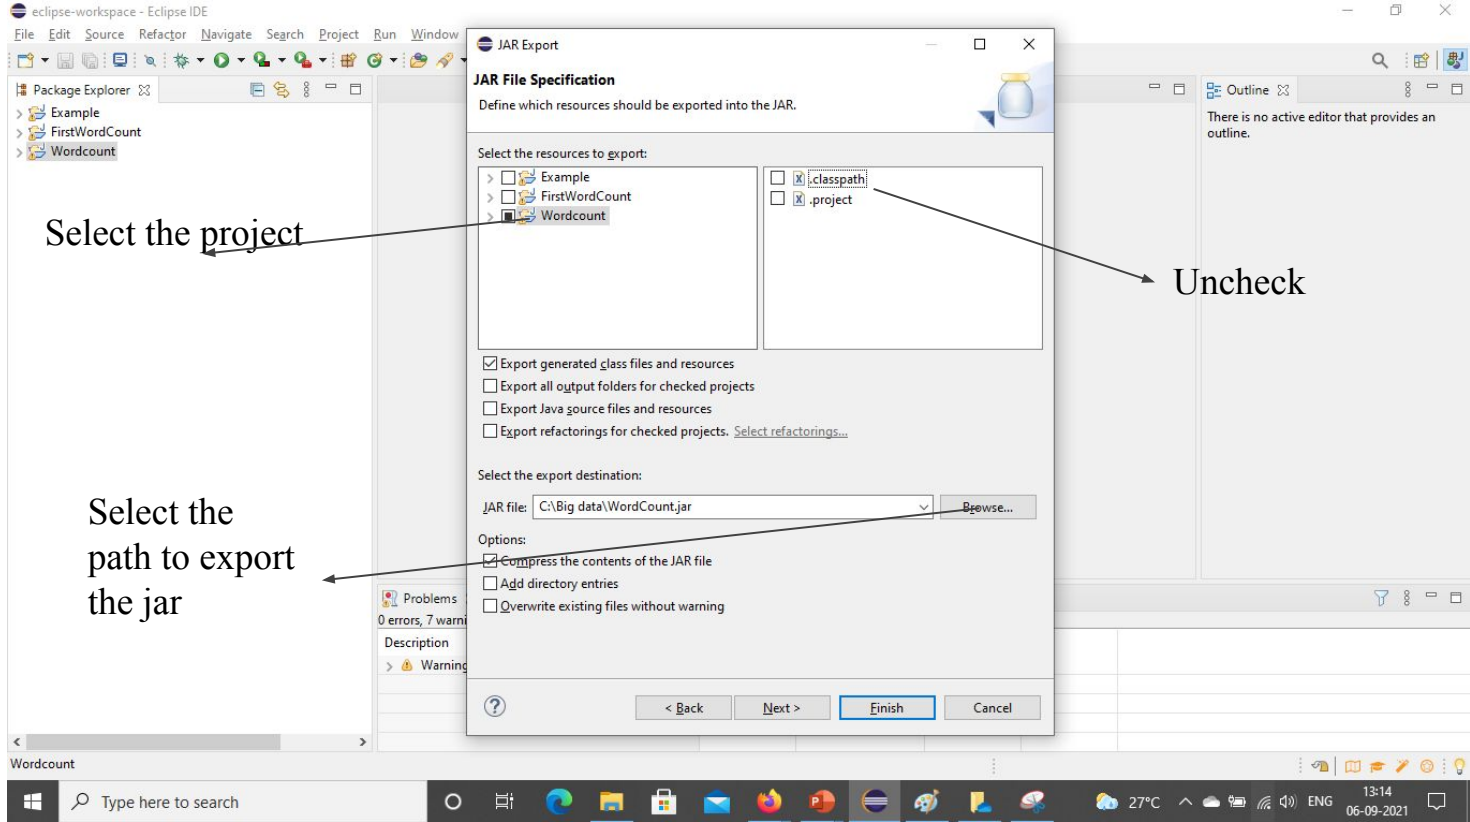 eclipse-workspace - Eclipse IDE
File Edit Source Refactor Navigate Search Project Run Window
Package Explorer
Example
FirstWordCount
Wordcount
Select the project
Select the
path to export
the jar
JAR Export
JAR File Specification
Define which resources should be exported into the JAR.
Select the resources to export:
Example
FirstWordCount
Wordcount
.classpath
.project
Export generated class files and resources
Export all output folders for checked projects
Export Java source files and resources
Export refactorings for checked projects. Select refactorings...
Select the export destination:
JAR file: C:\Big data\WordCount.jar Browse...
Options:
Compress the contents of the JAR file
Add directory entries
Overwrite existing files without warning
< Back Next > Finish Cancel
Outline
There is no active editor that provides an
outline.
Uncheck
Problems
0 errors, 7 warni
Description
Warning
Wordcount
Type here to search
27°C ENG 13:14
06-09-2021